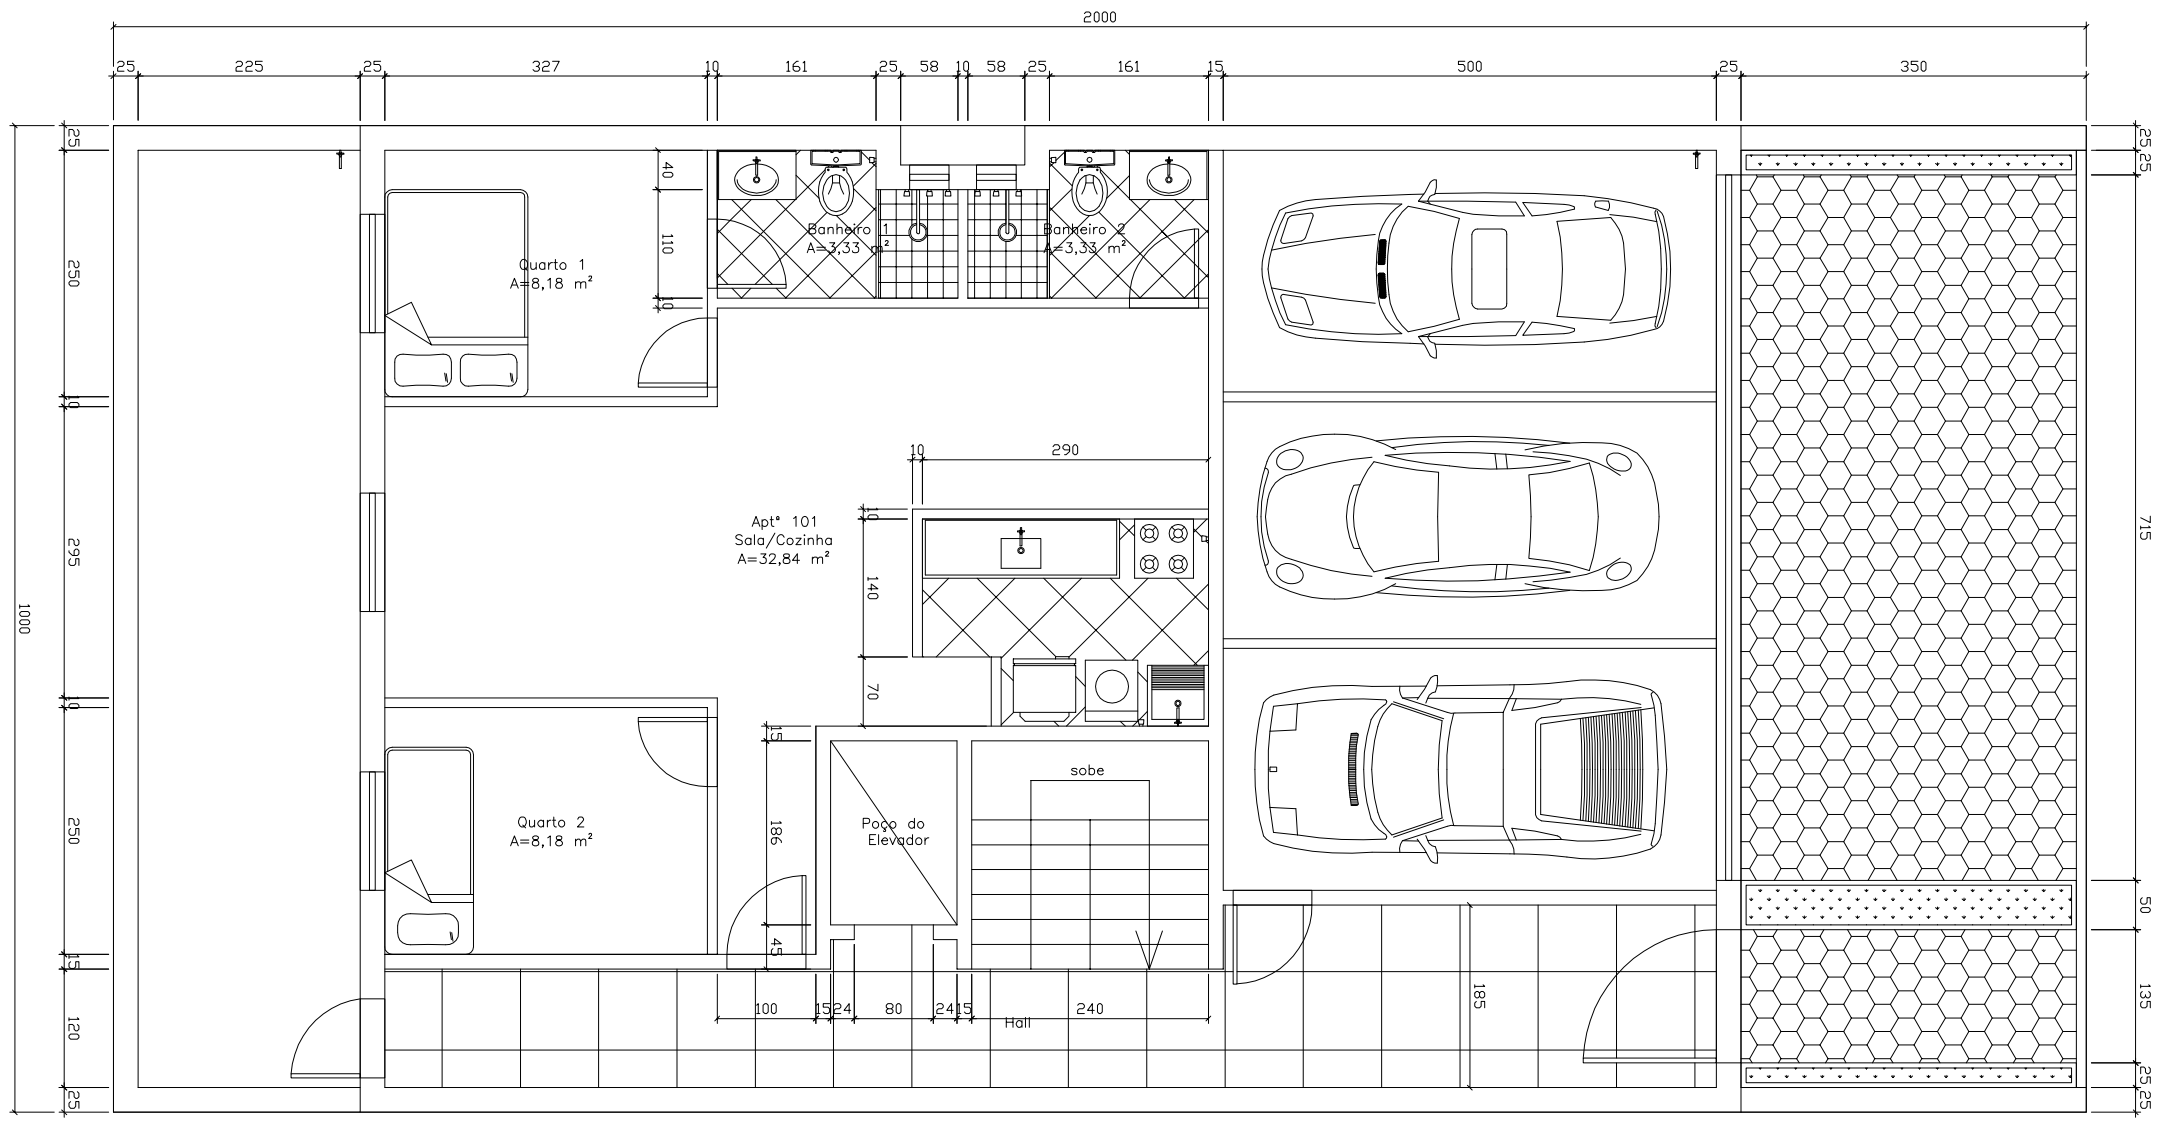 2000
25 225 25 327 10 161 25 58 10 58 25 161 15 500 25 350
25
250
10
295
10
250
15
120
25
1000
40
110
10
Quarto 1
A=8,18 m²
Banheiro 1
A=3,33 m²
Banheiro 2
A=3,33 m²
10 290
10
140
70
Aptº 101
Sala/Cozinha
A=32,84 m²
15
186
45
sobe
Poço do
Elevador
Quarto 2
A=8,18 m²
100 15 24 80 24 15 240
Hall
185
25
25
715
50
135
25
25